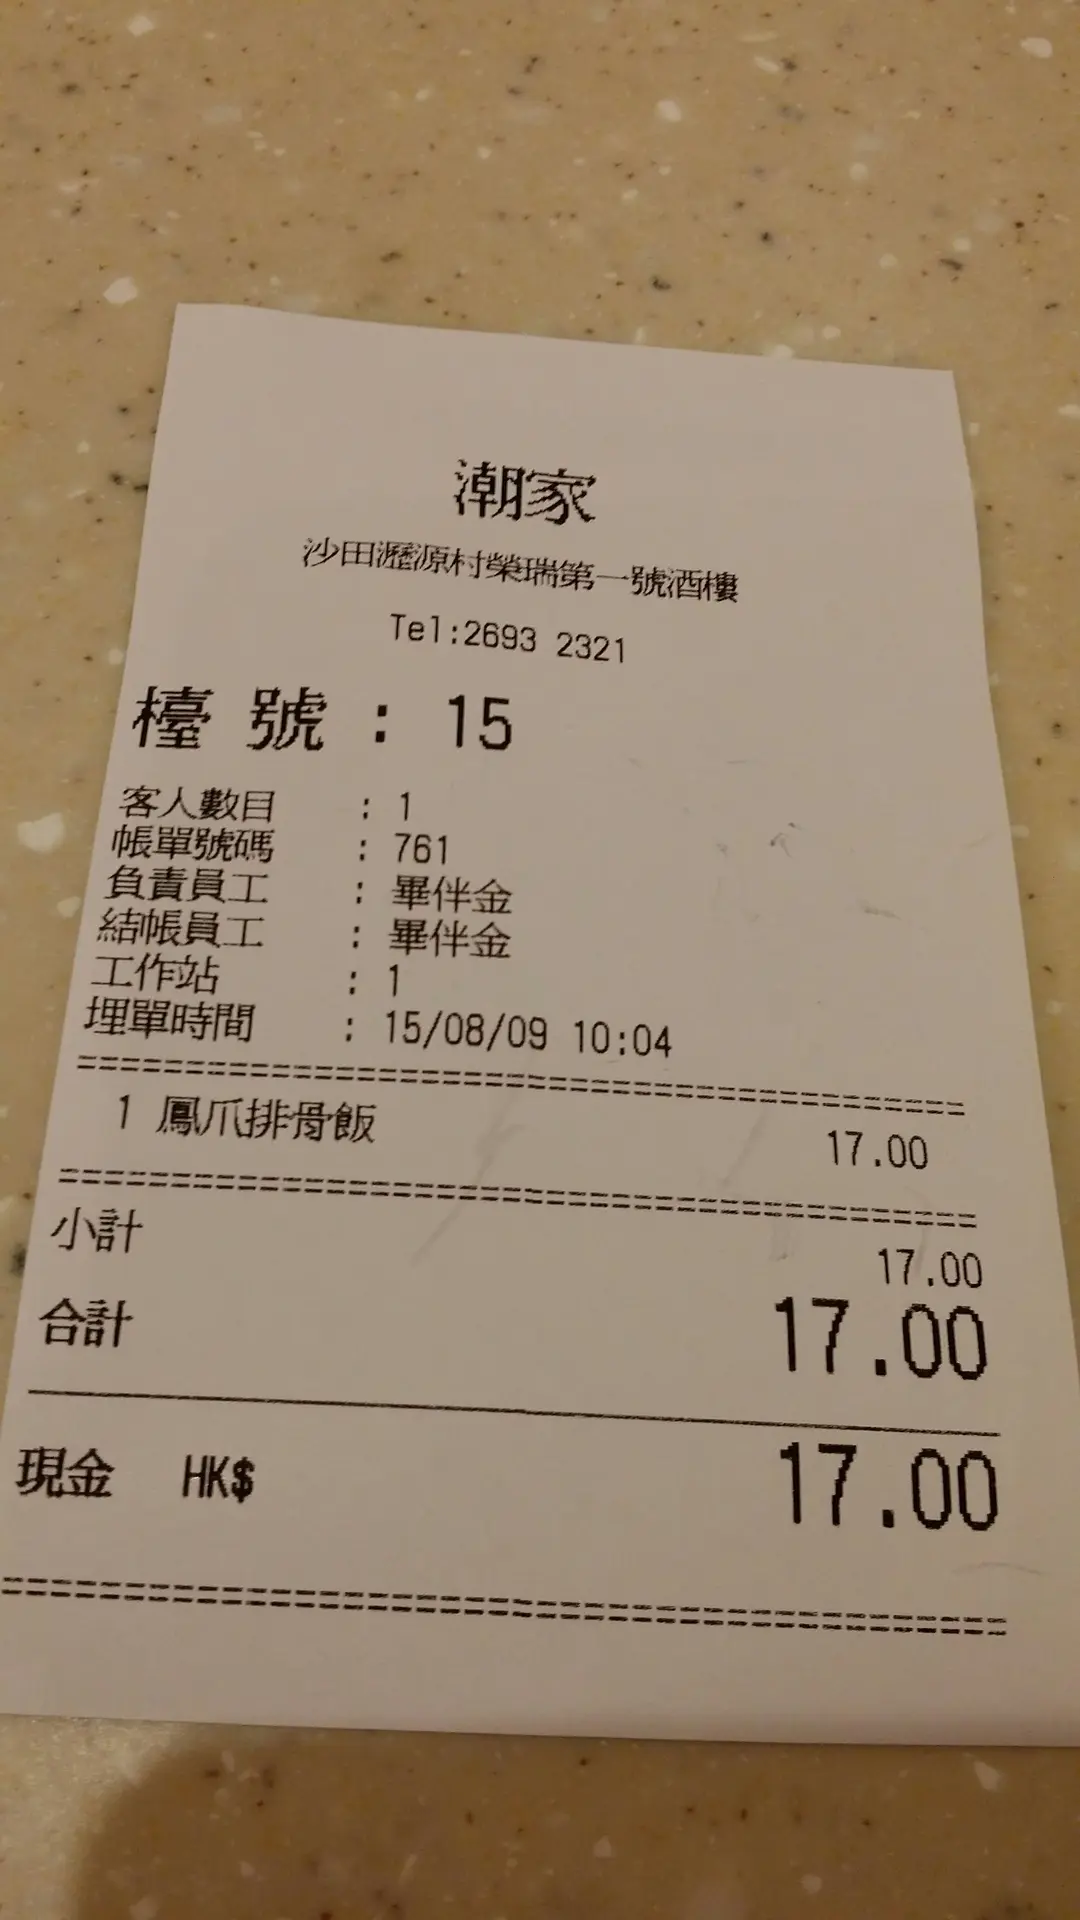 潮家
沙田瀝源村榮瑞第一號酒樓
Tel:2693 2321
檯 號 : 15
客人數目 : 1
帳單號碼 : 761
負責員工 : 畢伴金
結帳員工 : 畢伴金
工作站 : 1
埋單時間 : 15/08/09 10:04
1 鳳爪排骨飯 17.00
小計 17.00
合計 17.00
現金 HK$ 17.00